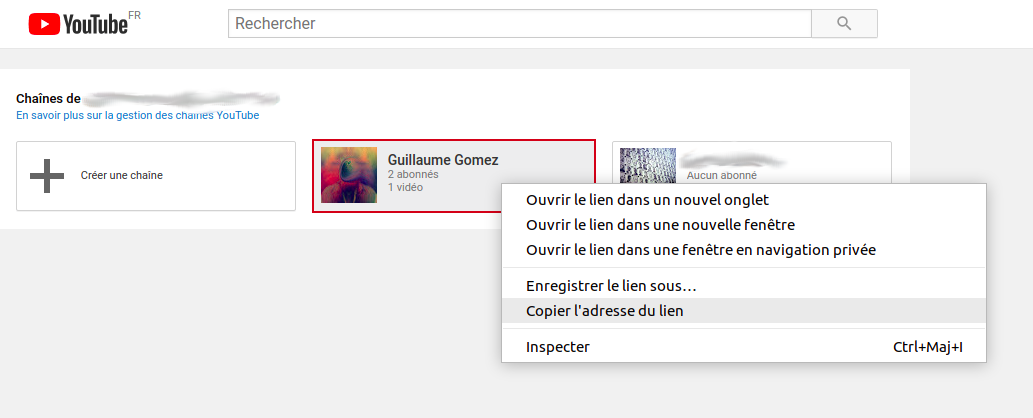 YouTube FR
Rechercher
Chaînes de
En savoir plus sur la gestion des chaînes YouTube
Créer une chaîne
Guillaume Gomez
2 abonnés
1 vidéo
Aucun abonné
Ouvrir le lien dans un nouvel onglet
Ouvrir le lien dans une nouvelle fenêtre
Ouvrir le lien dans une fenêtre en navigation privée
Enregistrer le lien sous…
Copier l'adresse du lien
Inspecter Ctrl+Maj+I